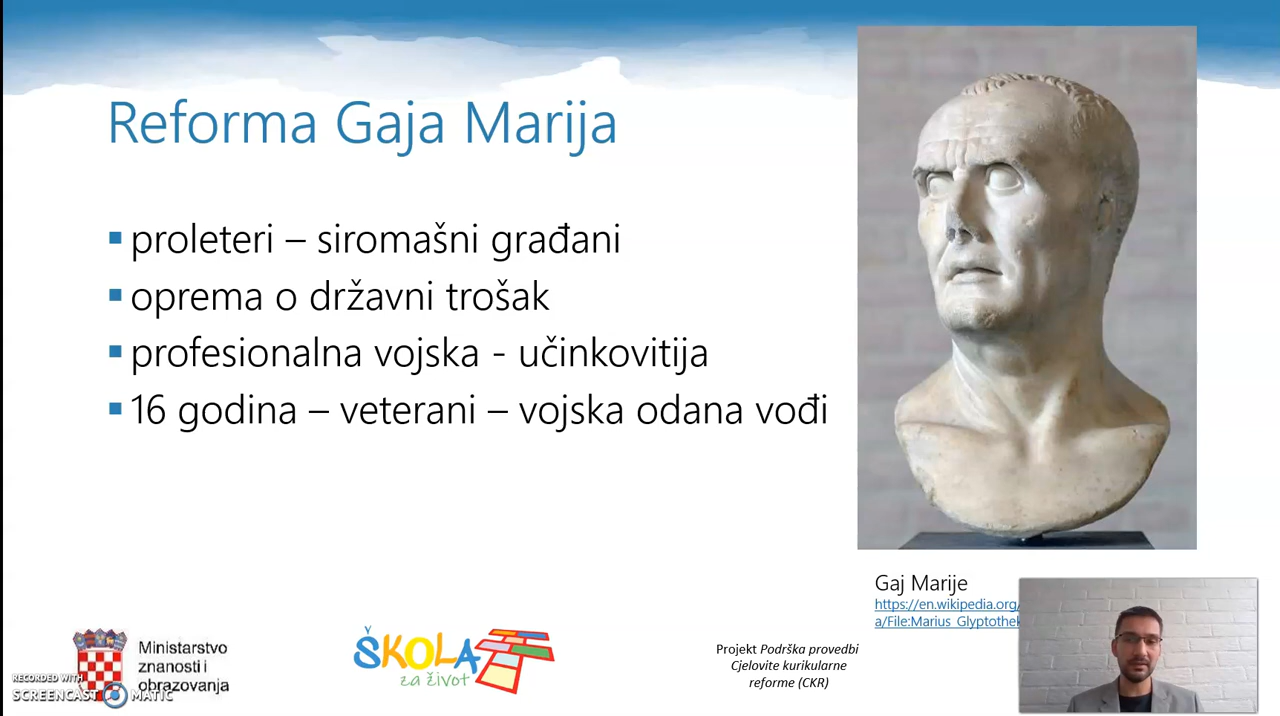 Reforma Gaja Marija
proleteri – siromašni građani
oprema o državni trošak
profesionalna vojska - učinkovitija
16 godina – veterani – vojska odana vođi
Gaj Marije
https://en.wikipedia.org/
a/File:Marius_Glyptothek
Ministarstvo
znanosti i
obrazovanja
RECORDED WITH
SCREENCAST MATIC
ŠKOLA
za život
Projekt Podrška provedbi
Cjelovite kurikularne
reforme (CKR)